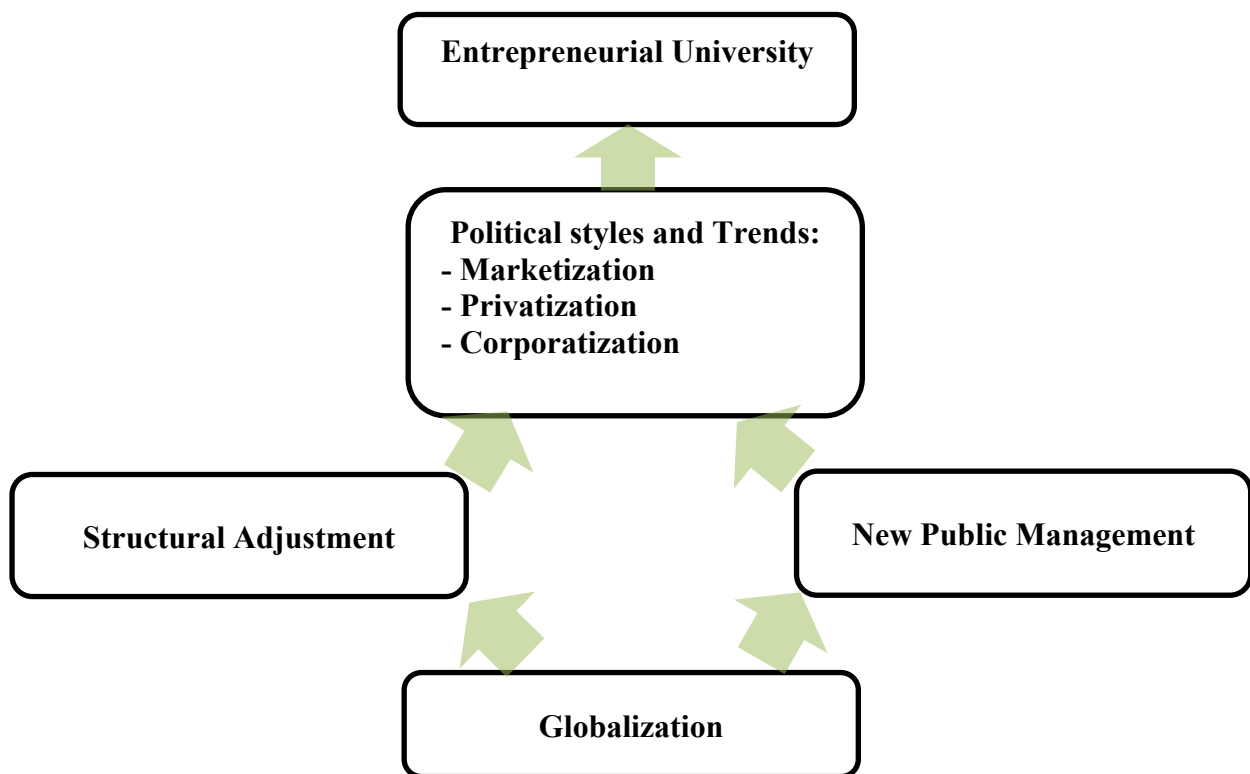 Entrepreneurial University
Political styles and Trends:
- Marketization
- Privatization
- Corporatization
Structural Adjustment
New Public Management
Globalization